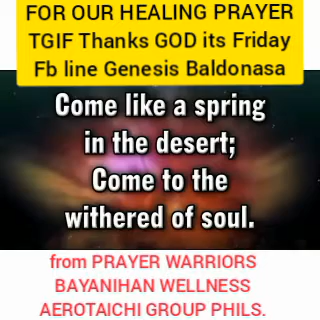 FOR OUR HEALING PRAYER
TGIF Thanks GOD its Friday
Fb line Genesis Baldonasa
Come like a spring
in the desert;
Come to the
withered of soul.
from PRAYER WARRIORS
BAYANIHAN WELLNESS
AEROTAICHI GROUP PHILS.